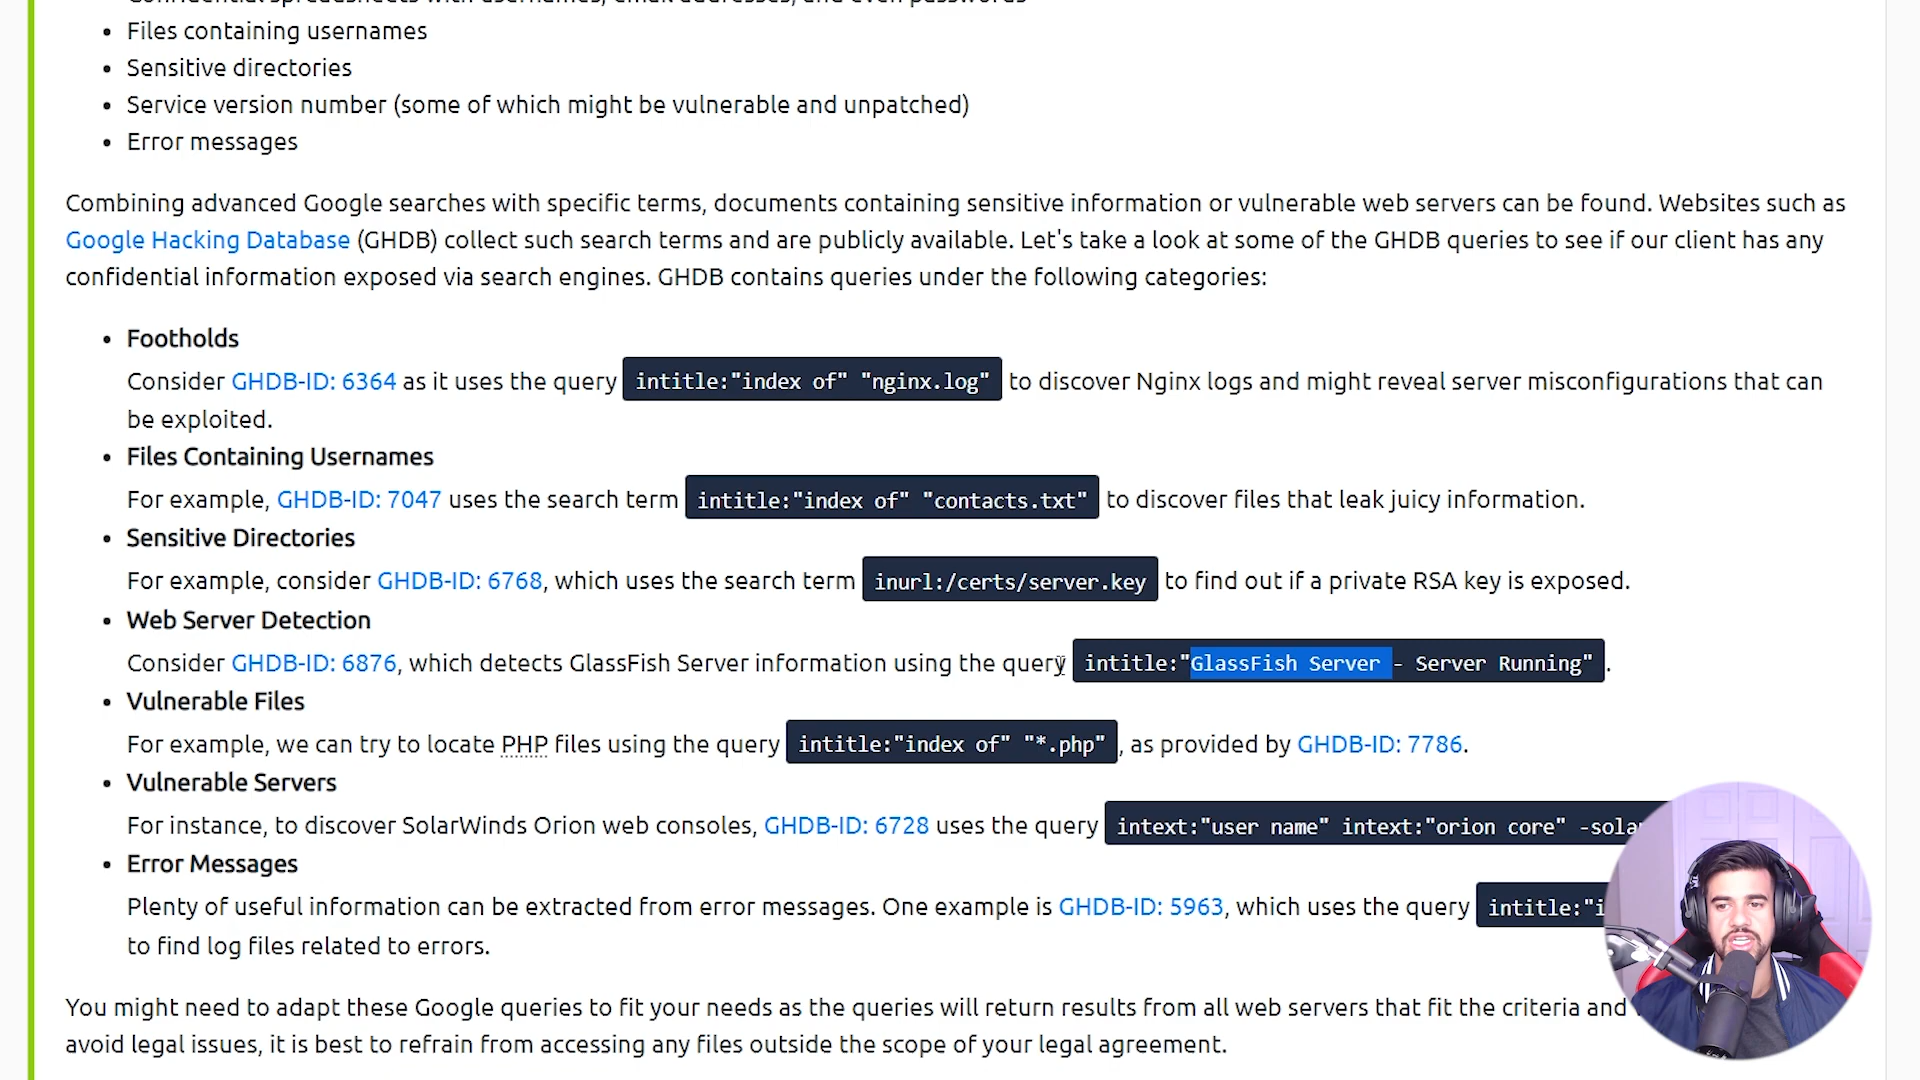 Confidential spreadsheets with usernames, email addresses, and even passwords
• Files containing usernames
• Sensitive directories
• Service version number (some of which might be vulnerable and unpatched)
• Error messages
Combining advanced Google searches with specific terms, documents containing sensitive information or vulnerable web servers can be found. Websites such as
Google Hacking Database (GHDB) collect such search terms and are publicly available. Let's take a look at some of the GHDB queries to see if our client has any
confidential information exposed via search engines. GHDB contains queries under the following categories:
• Footholds
Consider GHDB-ID: 6364 as it uses the query intitle:"index of" "nginx.log" to discover Nginx logs and might reveal server misconfigurations that can
be exploited.
• Files Containing Usernames
For example, GHDB-ID: 7047 uses the search term intitle:"index of" "contacts.txt" to discover files that leak juicy information.
• Sensitive Directories
For example, consider GHDB-ID: 6768, which uses the search term inurl:/certs/server.key to find out if a private RSA key is exposed.
• Web Server Detection
Consider GHDB-ID: 6876, which detects GlassFish Server information using the query intitle:"GlassFish Server - Server Running" .
• Vulnerable Files
For example, we can try to locate PHP files using the query intitle:"index of" "*.php" , as provided by GHDB-ID: 7786.
• Vulnerable Servers
For instance, to discover SolarWinds Orion web consoles, GHDB-ID: 6728 uses the query intext:"user name" intext:"orion core" -sola
• Error Messages
Plenty of useful information can be extracted from error messages. One example is GHDB-ID: 5963, which uses the query intitle:"i
to find log files related to errors.
You might need to adapt these Google queries to fit your needs as the queries will return results from all web servers that fit the criteria and
avoid legal issues, it is best to refrain from accessing any files outside the scope of your legal agreement.